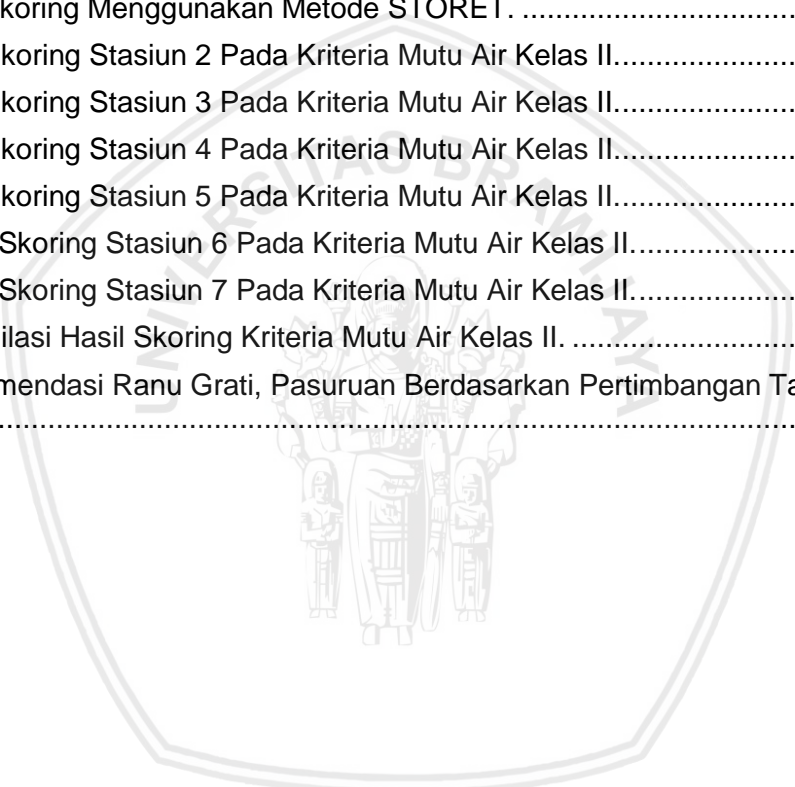 koring Menggunakan Metode STORET. ................................
koring Stasiun 2 Pada Kriteria Mutu Air Kelas II......................
koring Stasiun 3 Pada Kriteria Mutu Air Kelas II......................
koring Stasiun 4 Pada Kriteria Mutu Air Kelas II......................
koring Stasiun 5 Pada Kriteria Mutu Air Kelas II......................
Skoring Stasiun 6 Pada Kriteria Mutu Air Kelas II....................
Skoring Stasiun 7 Pada Kriteria Mutu Air Kelas II....................
ilasi Hasil Skoring Kriteria Mutu Air Kelas II. ..........................
mendasi Ranu Grati, Pasuruan Berdasarkan Pertimbangan Ta
................................................................................................
UNIVERSITAS BRAWIJAYA